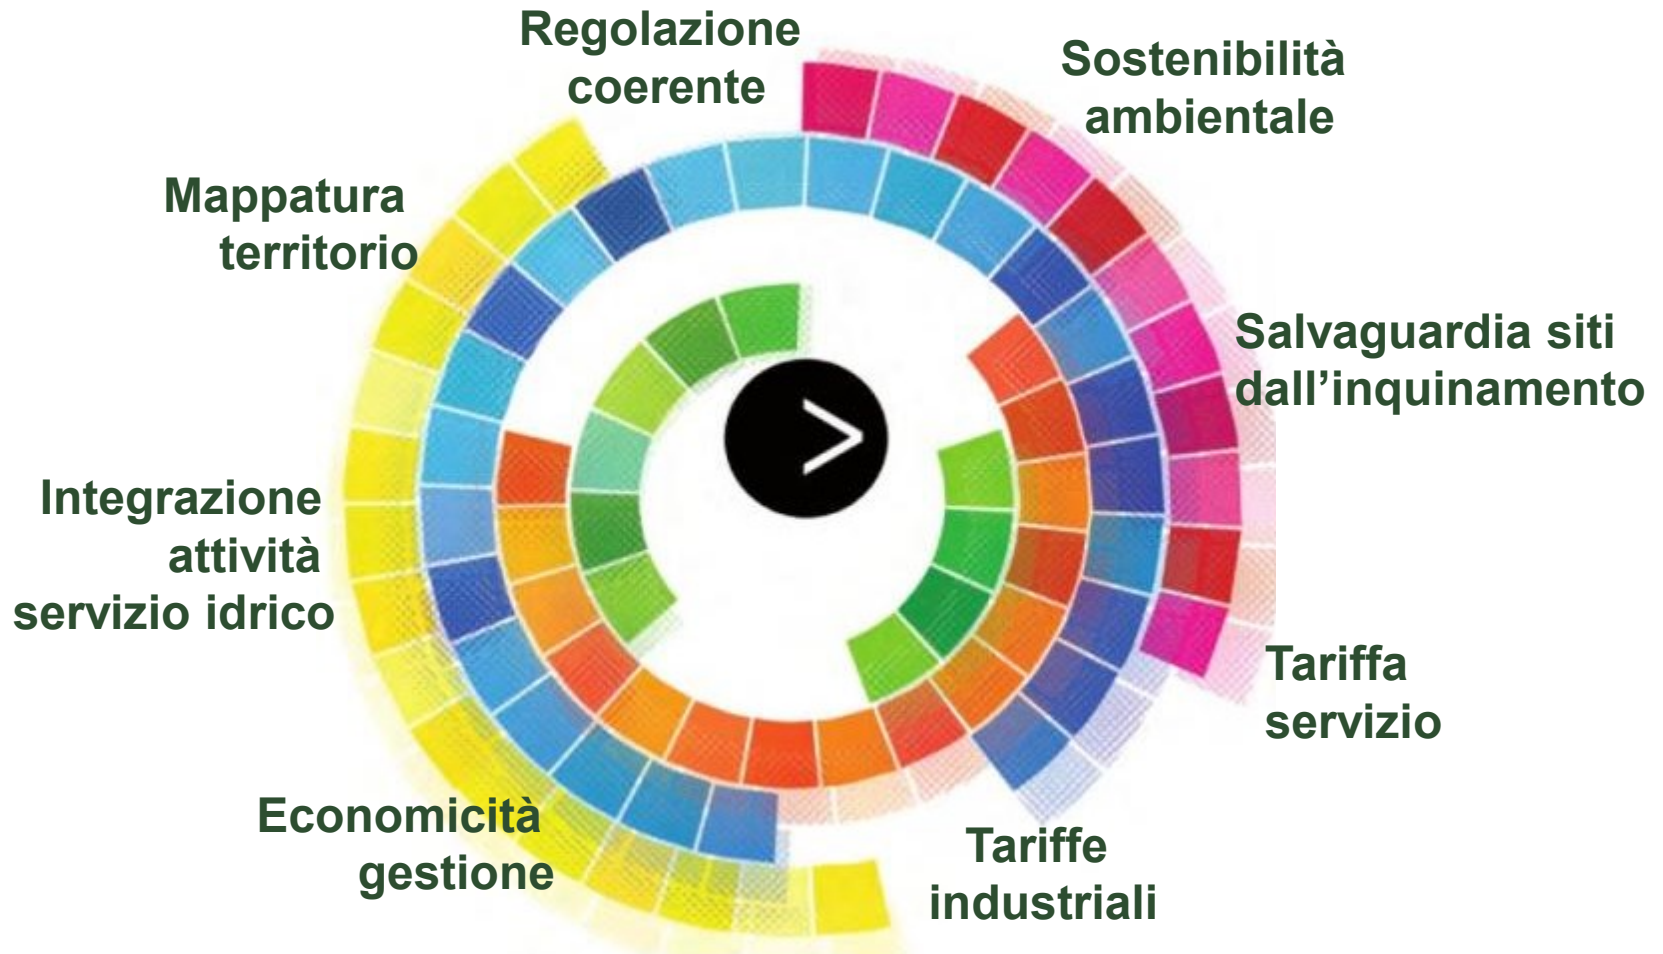 Regolazione
coerente
Sostenibilità
ambientale
Mappatura
territorio
Salvaguardia siti
dall’inquinamento
Integrazione
attività
servizio idrico
Tariffa
servizio
Economicità
gestione
Tariffe
industriali
>